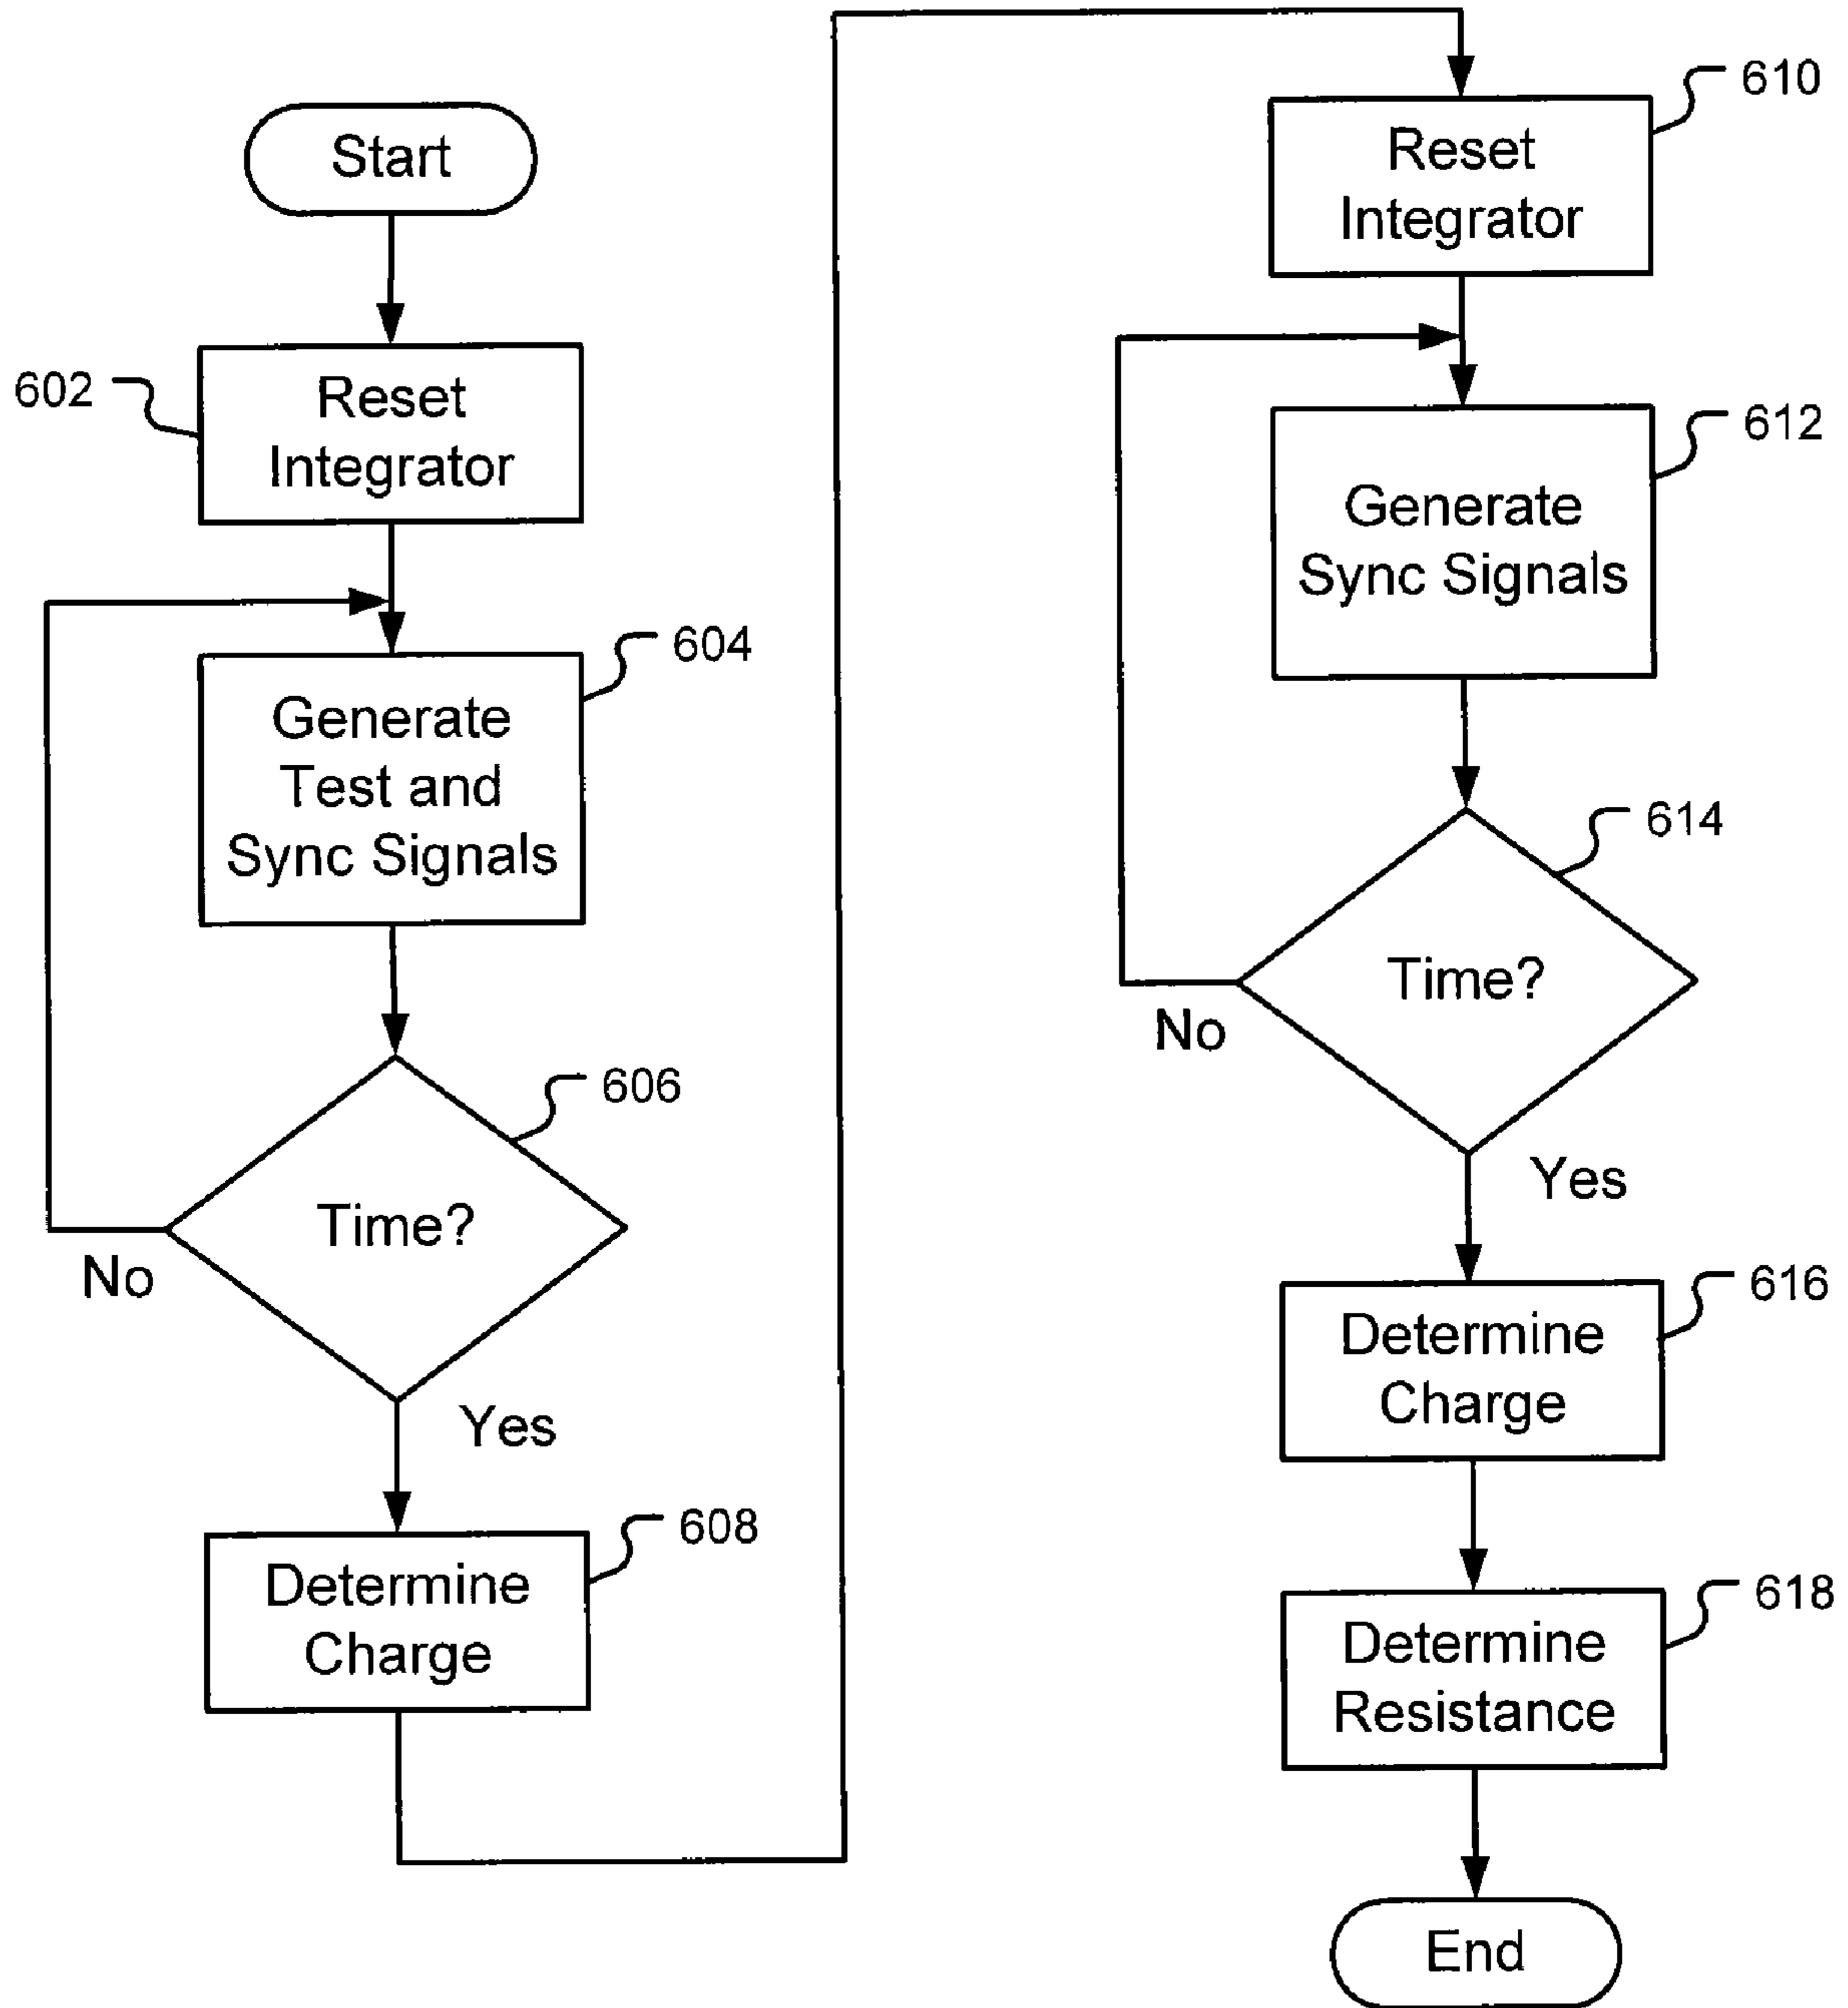 Start
602
Reset
Integrator
604
Generate
Test and
Sync Signals
606
Time?
No
Yes
608
Determine
Charge
610
Reset
Integrator
612
Generate
Sync Signals
614
Time?
No
Yes
616
Determine
Charge
618
Determine
Resistance
End